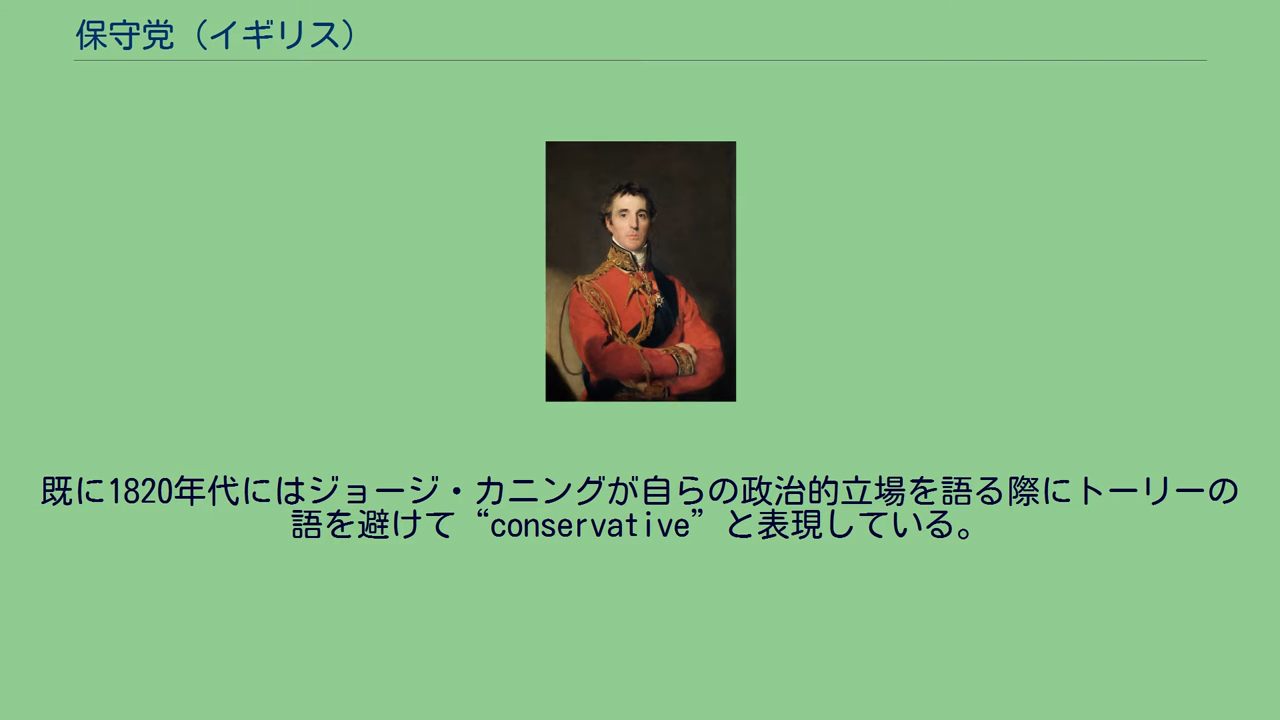 保守党（イギリス）
既に1820年代にはジョージ・カニングが自らの政治的立場を語る際にトーリーの
語を避けて“conservative”と表現している。